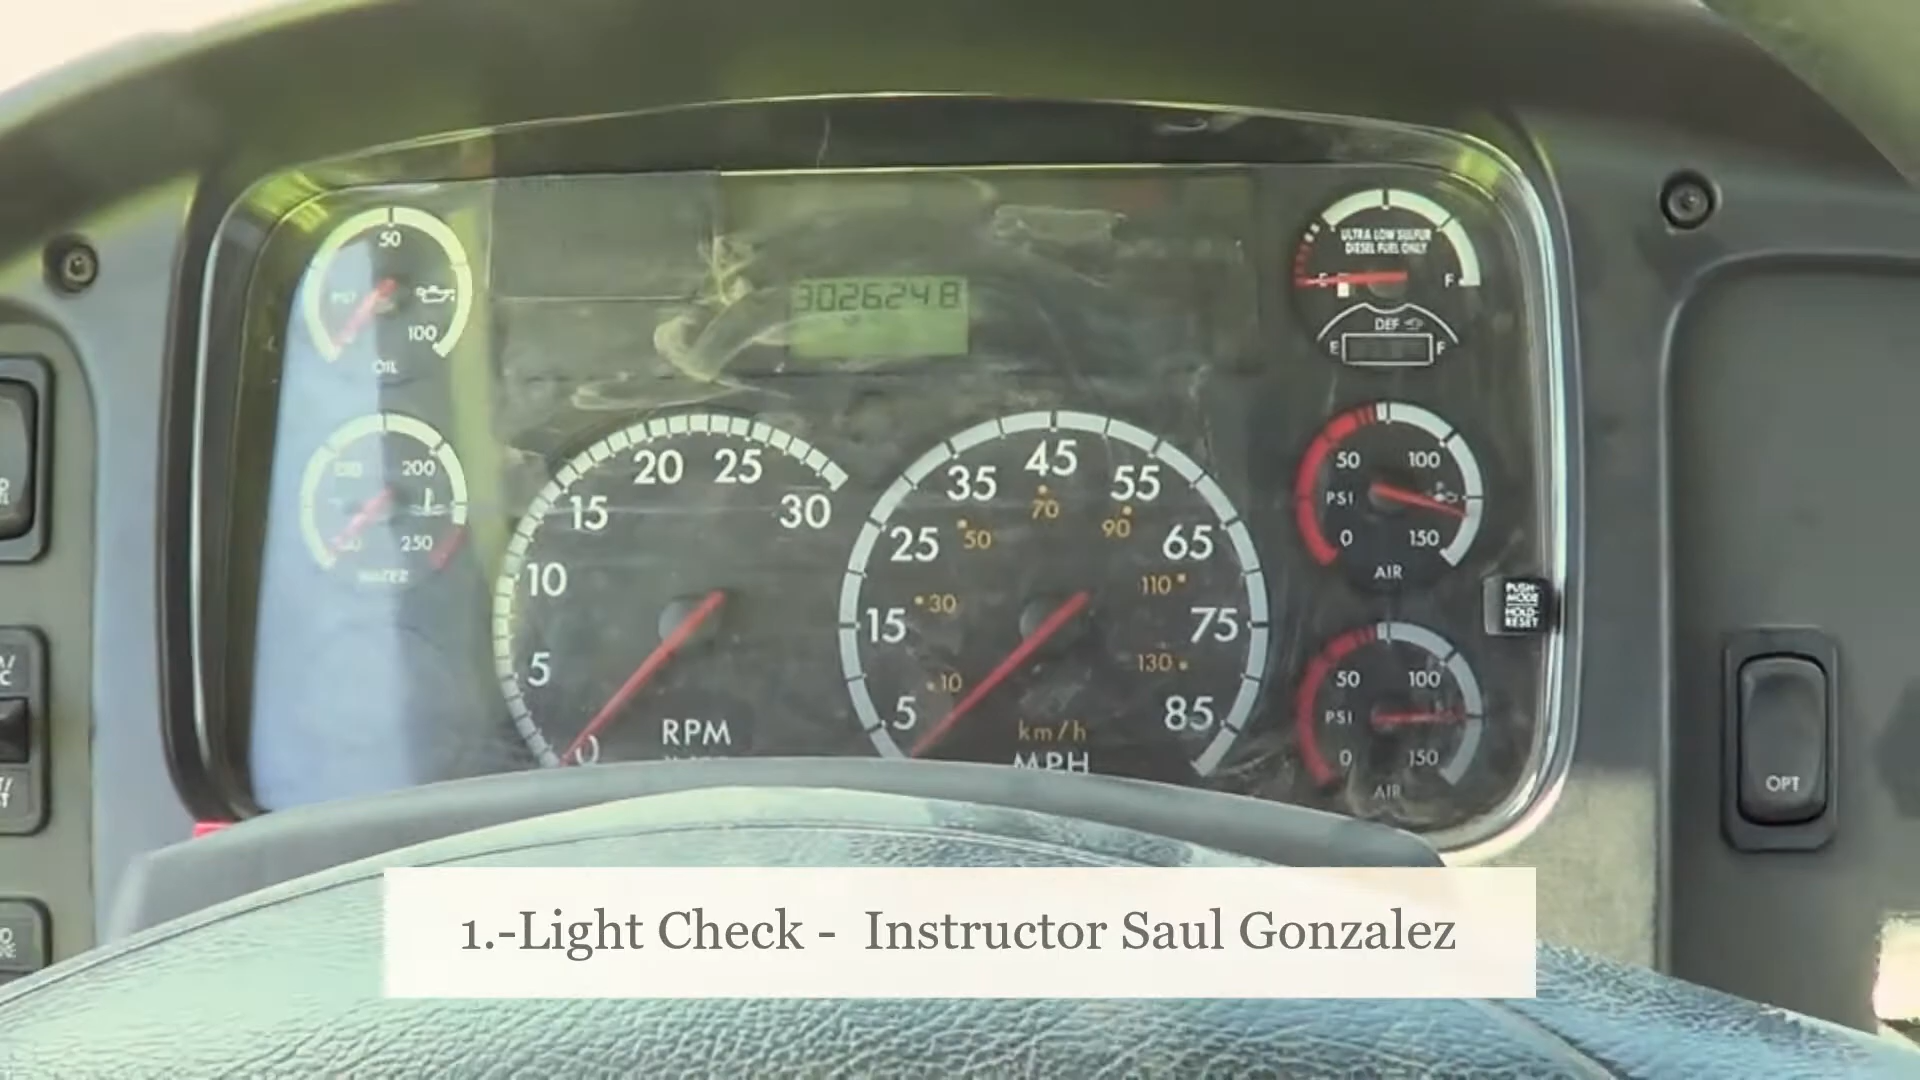 50
PSI
100
OIL
3026248
ULTRA LOW SULFUR
DIESEL FUEL ONLY
E
F
DEF
E
F
150
200
250
WATER
0
5
10
15
20
25
30
RPM
5
15
25
35
45
55
65
75
85
10
30
50
70
90
110
130
km/h
MPH
50
100
PSI
0
150
AIR
50
100
PSI
0
150
AIR
PUSH-
MODE
HOLD-
RESET
OPT
1.-Light Check - Instructor Saul Gonzalez